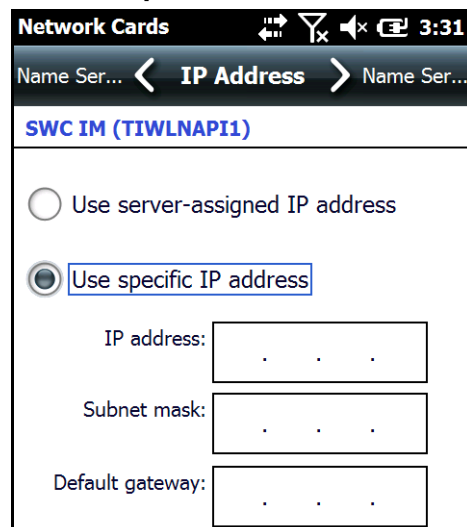 Network Cards 3:31
Name Ser... IP Address Name Ser...
SWC IM (TIWLNAPI1)
Use server-assigned IP address
Use specific IP address
IP address: . . .
Subnet mask: . . .
Default gateway: . . .